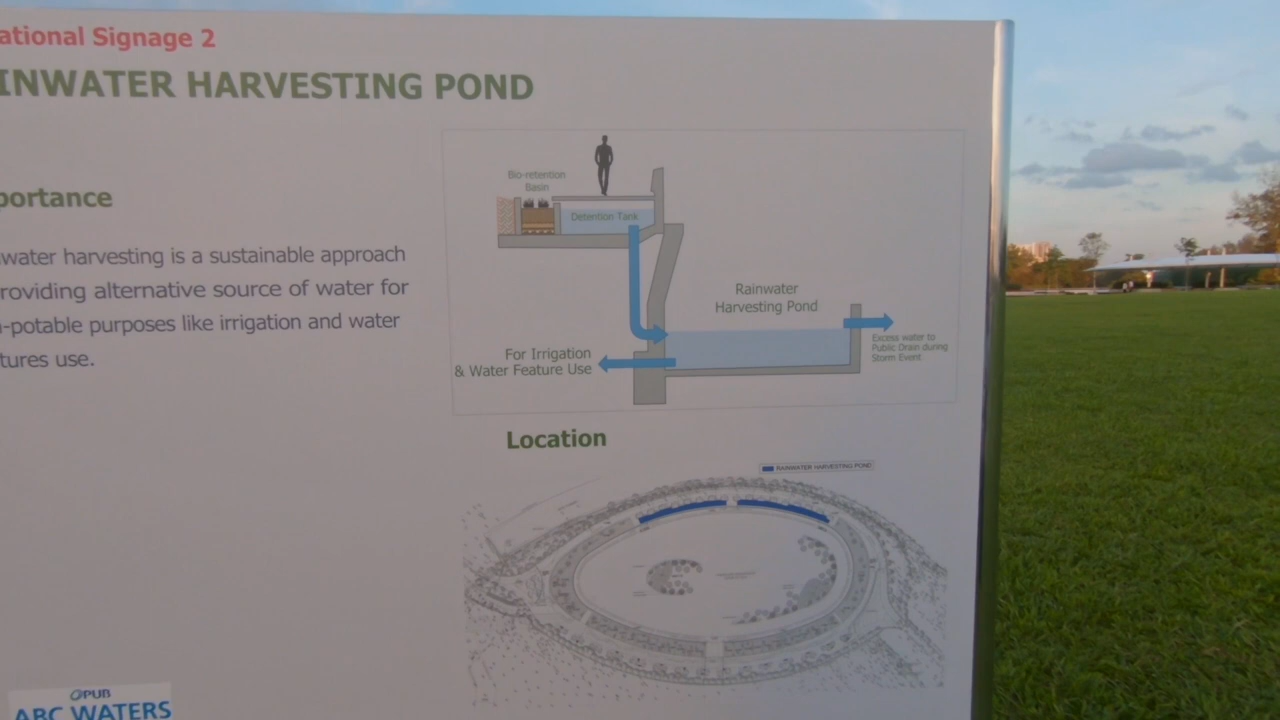 ational Signage 2
INWATER HARVESTING POND
portance
water harvesting is a sustainable approach
roviding alternative source of water for
-potable purposes like irrigation and water
tures use.
Bio-retention
Basin
Detention Tank
Rainwater
Harvesting Pond
For Irrigation
& Water Feature Use
Excess water to
Public Drain during
Storm Event
Location
RAINWATER HARVESTING POND
PUB
ABC WATERS